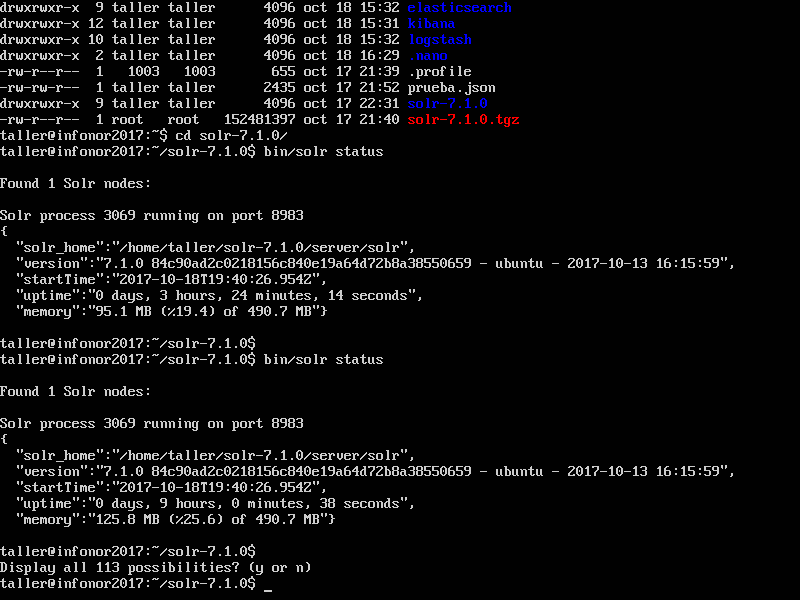 drwxrwxr-x  9 taller taller      4096 oct 18 15:32 elasticsearch
drwxrwxr-x 12 taller taller      4096 oct 18 15:31 kibana
drwxrwxr-x 10 taller taller      4096 oct 18 15:32 logstash
drwxrwxr-x  2 taller taller      4096 oct 18 16:29 .nano
-rw-r--r--  1   1003   1003       655 oct 17 21:39 .profile
-rw-rw-r--  1 taller taller      2435 oct 17 21:52 prueba.json
drwxrwxr-x  9 taller taller      4096 oct 17 22:31 solr-7.1.0
-rw-r--r--  1 root   root   152481397 oct 17 21:40 solr-7.1.0.tgz
taller@infonor2017:~$ cd solr-7.1.0/
taller@infonor2017:~/solr-7.1.0$ bin/solr status

Found 1 Solr nodes:

Solr process 3069 running on port 8983
{
  "solr_home":"/home/taller/solr-7.1.0/server/solr",
  "version":"7.1.0 84c90ad2c0218156c840e19a64d72b8a38550659 - ubuntu - 2017-10-13 16:15:59",
  "startTime":"2017-10-18T19:40:26.954Z",
  "uptime":"0 days, 3 hours, 24 minutes, 14 seconds",
  "memory":"95.1 MB (%19.4) of 490.7 MB"}

taller@infonor2017:~/solr-7.1.0$
taller@infonor2017:~/solr-7.1.0$ bin/solr status

Found 1 Solr nodes:

Solr process 3069 running on port 8983
{
  "solr_home":"/home/taller/solr-7.1.0/server/solr",
  "version":"7.1.0 84c90ad2c0218156c840e19a64d72b8a38550659 - ubuntu - 2017-10-13 16:15:59",
  "startTime":"2017-10-18T19:40:26.954Z",
  "uptime":"0 days, 9 hours, 0 minutes, 38 seconds",
  "memory":"125.8 MB (%25.6) of 490.7 MB"}

taller@infonor2017:~/solr-7.1.0$
Display all 113 possibilities? (y or n)
taller@infonor2017:~/solr-7.1.0$ _